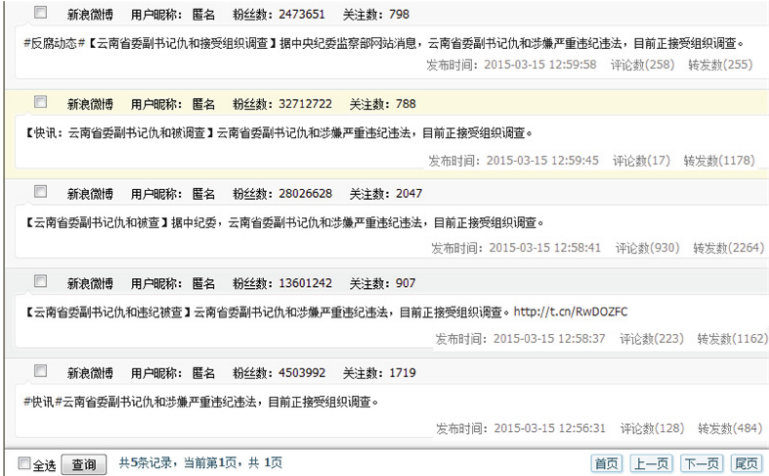 新浪微博 用户昵称: 匿名 粉丝数: 2473651 关注数: 798
#反腐动态#【云南省委副书记仇和接受组织调查】据中央纪委监察部网站消息，云南省委副书记仇和涉嫌严重违纪违法，目前正接受组织调查。
发布时间: 2015-03-15 12:59:58 评论数(258) 转发数(255)
新浪微博 用户昵称: 匿名 粉丝数: 32712722 关注数: 788
【快讯: 云南省委副书记仇和被调查】云南省委副书记仇和涉嫌严重违纪违法，目前正接受组织调查。
发布时间: 2015-03-15 12:59:45 评论数(17) 转发数(1178)
新浪微博 用户昵称: 匿名 粉丝数: 28026628 关注数: 2047
【云南省委副书记仇和被查】据中纪委，云南省委副书记仇和涉嫌严重违纪违法，目前正接受组织调查。
发布时间: 2015-03-15 12:58:41 评论数(930) 转发数(2264)
新浪微博 用户昵称: 匿名 粉丝数: 13601242 关注数: 907
【云南省委副书记仇和违纪被查】云南省委副书记仇和涉嫌严重违纪违法，目前正接受组织调查。http://t.cn/RwDOZFC
发布时间: 2015-03-15 12:58:37 评论数(223) 转发数(1162)
新浪微博 用户昵称: 匿名 粉丝数: 4503992 关注数: 1719
#快讯#云南省委副书记仇和涉嫌严重违纪违法，目前正接受组织调查。
发布时间: 2015-03-15 12:56:31 评论数(128) 转发数(484)
全选 查询 共5条记录，当前第1页，共 1页 首页 上一页 下一页 尾页